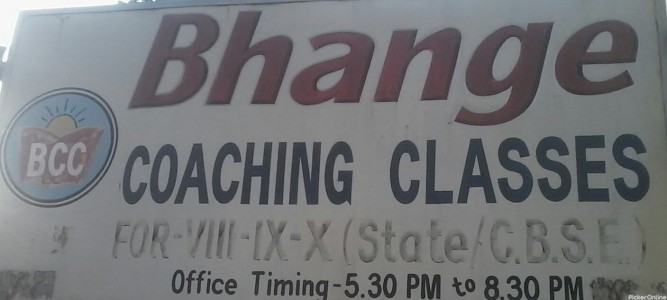 Bhange
BCC
COACHING CLASSES
FOR-VIII-IX-X (State/C.B.S.E.)
Office Timing-5.30 PM to 8.30 PM
PickerOnline